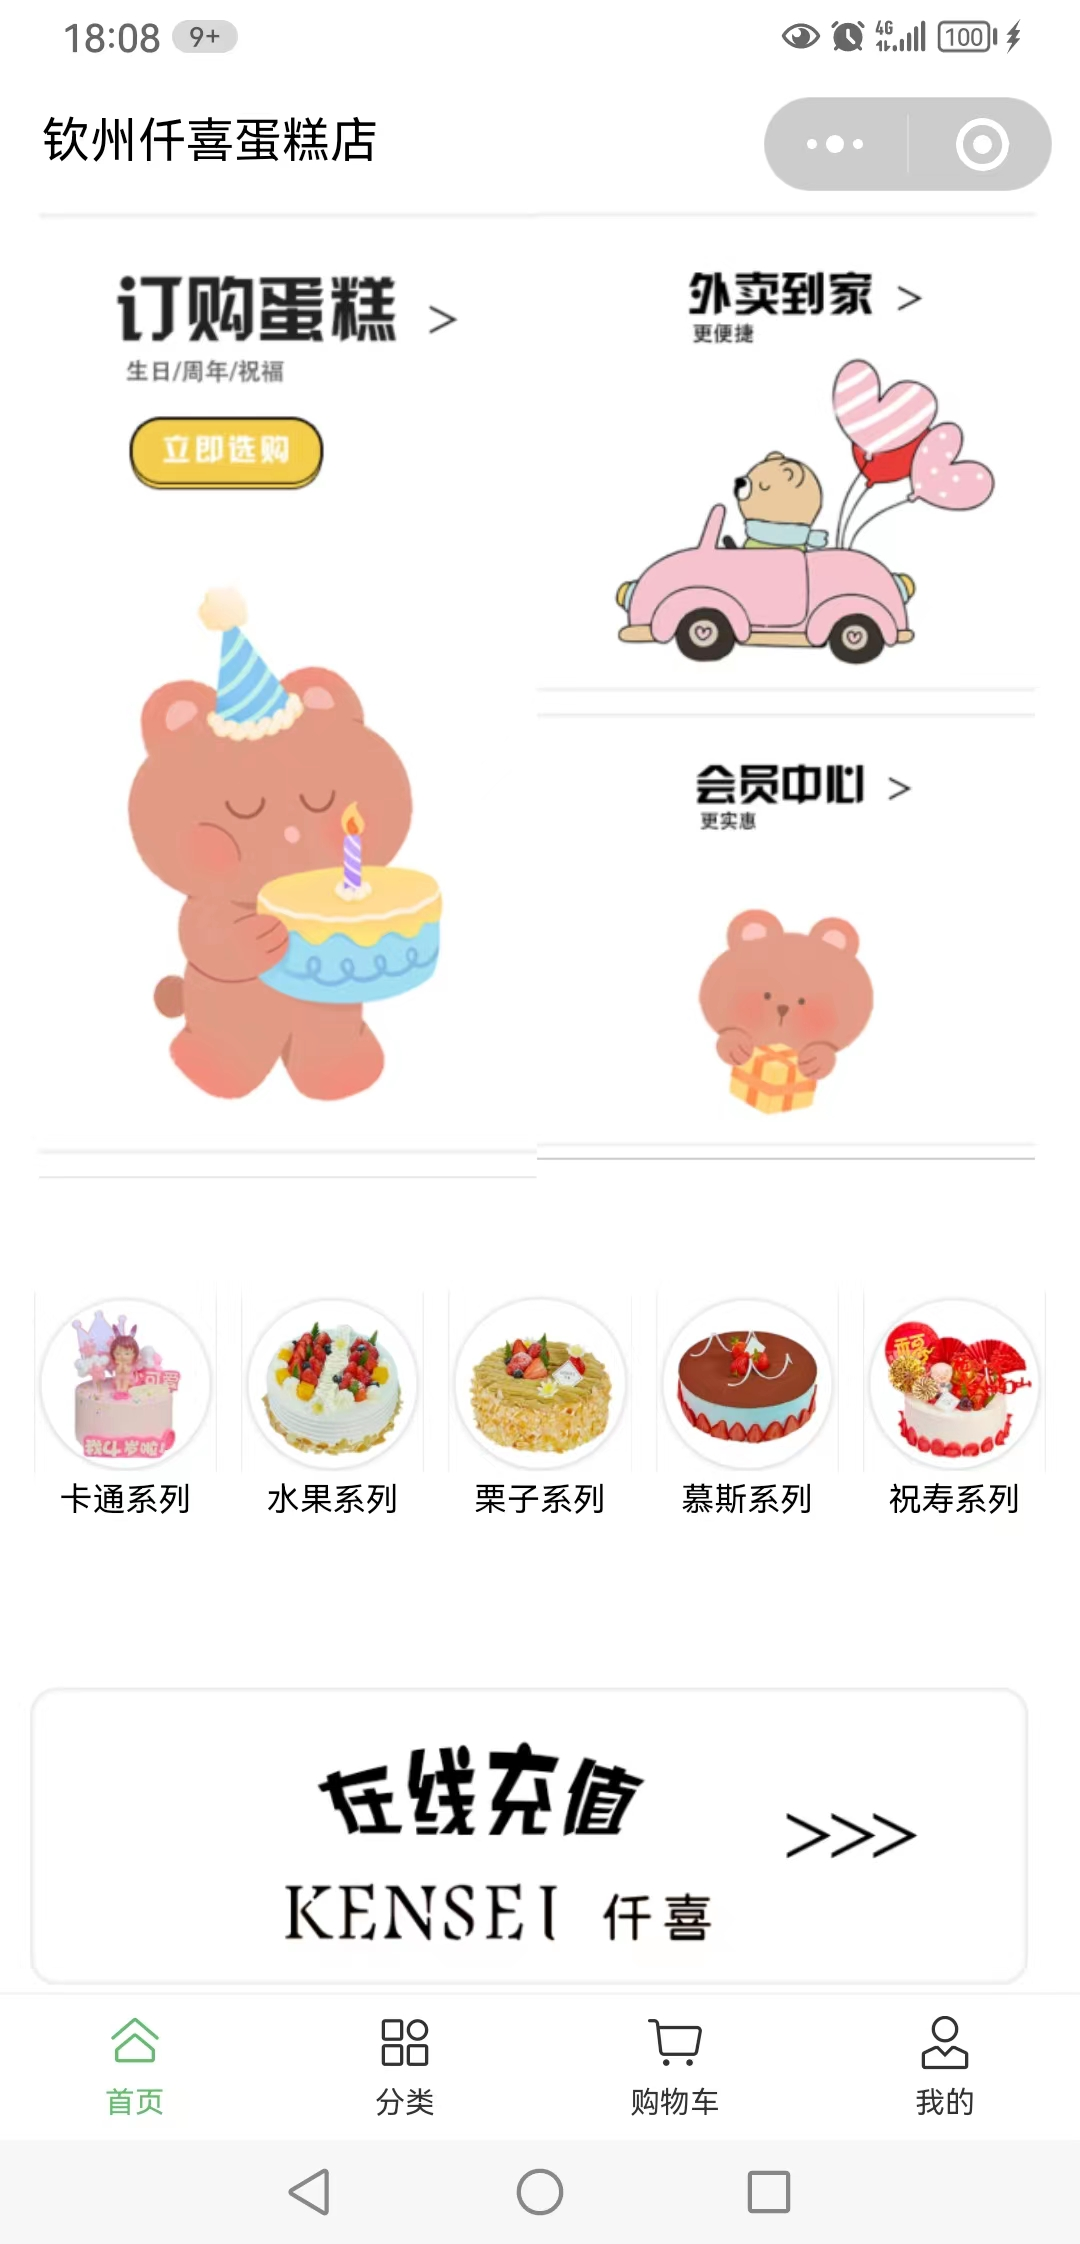 18:08 9+ 4G 100
钦州仟喜蛋糕店
订购蛋糕 >
生日/周年/祝福
立即选购
外卖到家 >
更便捷
会员中心 >
更实惠
卡通系列 水果系列 栗子系列 慕斯系列 祝寿系列
在线充值
>>>
KENSEI 仟喜
首页 分类 购物车 我的